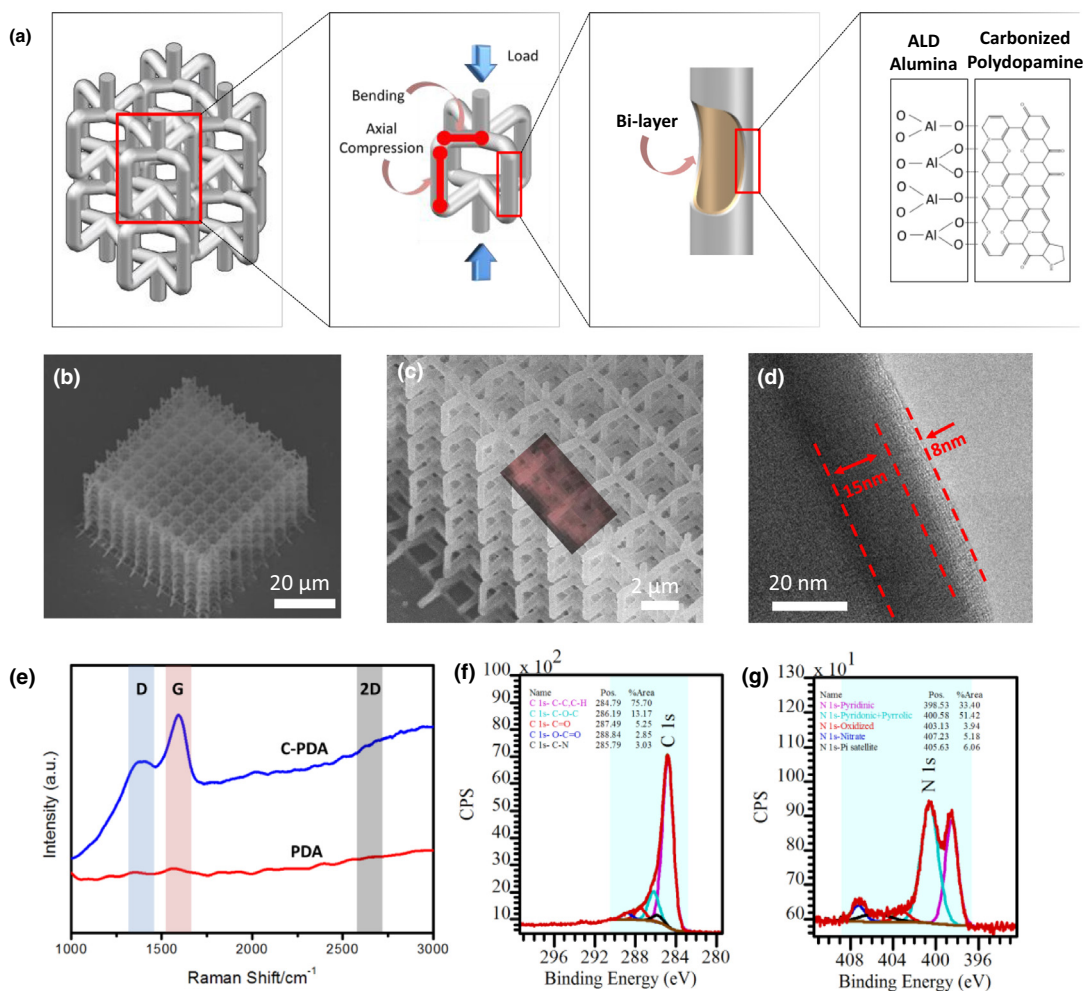 (a)
Load
Bending
Axial
Compression
Bi-layer
ALD
Alumina
Carbonized
Polydopamine
O
O
Al
O
O
O
Al
O
O
O
Al
O
O
O
Al
O
O
(b)
20 µm
(c)
2 µm
(d)
15nm
8nm
20 nm
(e)
D
G
2D
C-PDA
PDA
Intensity (a.u.)
1000
1500
2000
2500
3000
Raman Shift/cm⁻¹
(f)
x 10²
100
90
80
70
60
50
40
30
20
10
CPS
Name Pos. %Area
C 1s- C-C,C-H 284.79 75.70
C 1s- C-O-C 286.19 13.17
C 1s- C=O 287.49 5.25
C 1s- O-C=O 288.84 2.85
C 1s- C-N 285.79 3.03
C 1s
296 292 288 284 280
Binding Energy (eV)
(g)
x 10¹
130
120
110
100
90
80
70
60
CPS
Name Pos. %Area
N 1s-Pyridinic 398.53 33.40
N 1s-Pyridonic+Pyrrolic 400.58 51.42
N 1s-Oxidized 403.13 3.94
N 1s-Nitrate 407.23 5.18
N 1s-Pi satellite 405.63 6.06
N 1s
408 404 400 396
Binding Energy (eV)